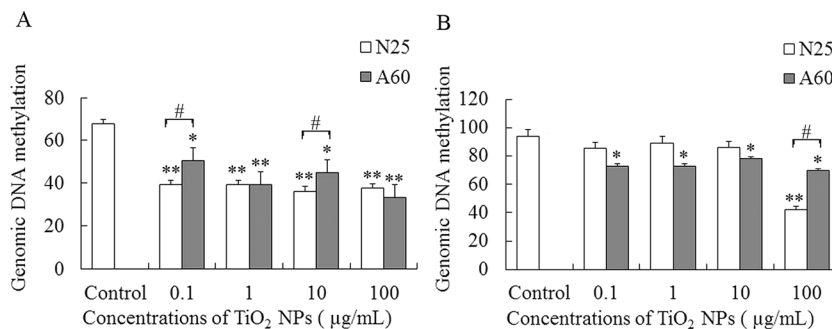 A
N25
A60
Genomic DNA methylation
80
60
40
20
0
#
#
*
*
** ** ** ** ** **
Control 0.1 1 10 100
Concentrations of TiO2 NPs ( μg/mL)
B
N25
A60
Genomic DNA methylation
120
100
80
60
40
20
0
#
* * * *
**
Control 0.1 1 10 100
Concentrations of TiO2 NPs ( μg/mL)